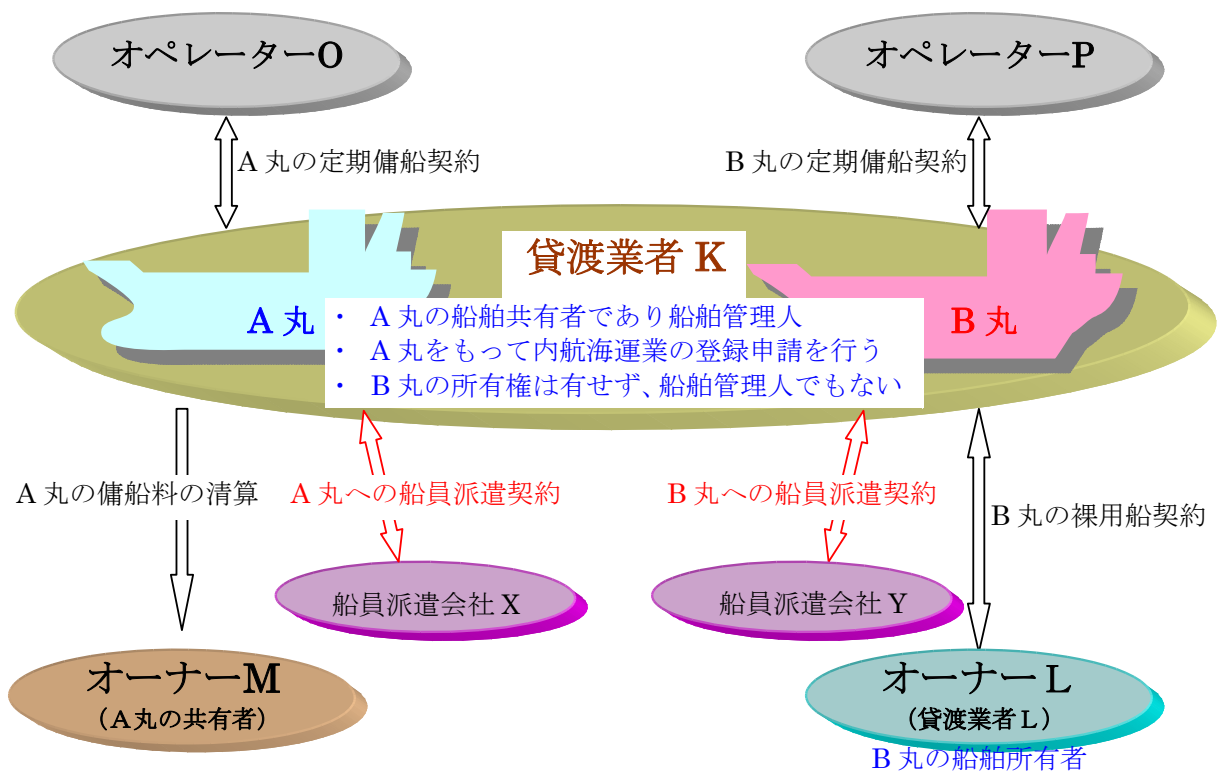 オペレーターO
オペレーターP
A 丸の定期傭船契約
B 丸の定期傭船契約
貸渡業者 K
A 丸
B 丸
・ A 丸の船舶共有者であり船舶管理人
・ A 丸をもって内航海運業の登録申請を行う
・ B 丸の所有権は有せず、船舶管理人でもない
A 丸の傭船料の清算
A 丸への船員派遣契約
B 丸への船員派遣契約
B 丸の裸用船契約
船員派遣会社 X
船員派遣会社 Y
オーナーM
（A丸の共有者）
オーナー L
（貸渡業者L）
B 丸の船舶所有者